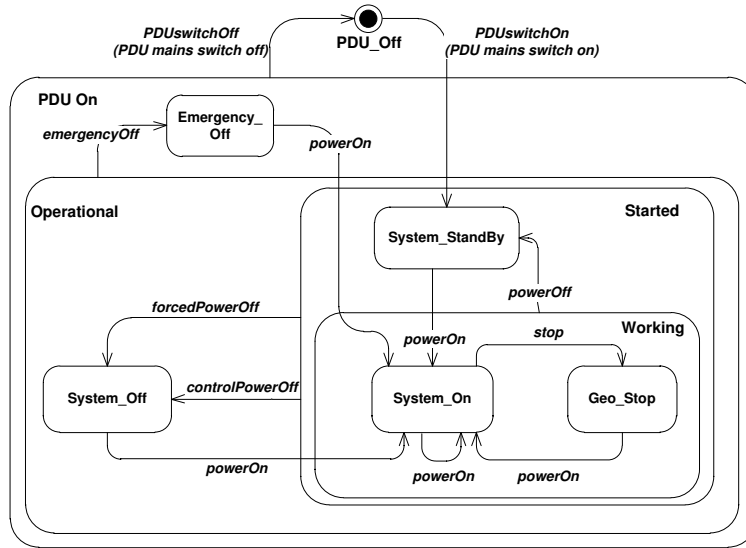 PDUswitchOff
(PDU mains switch off)
PDU_Off
PDUswitchOn
(PDU mains switch on)
PDU On
emergencyOff
Emergency_
Off
powerOn
Operational
Started
System_StandBy
powerOff
forcedPowerOff
powerOn
Working
stop
System_Off
controlPowerOff
System_On
Geo_Stop
powerOn
powerOn
powerOn